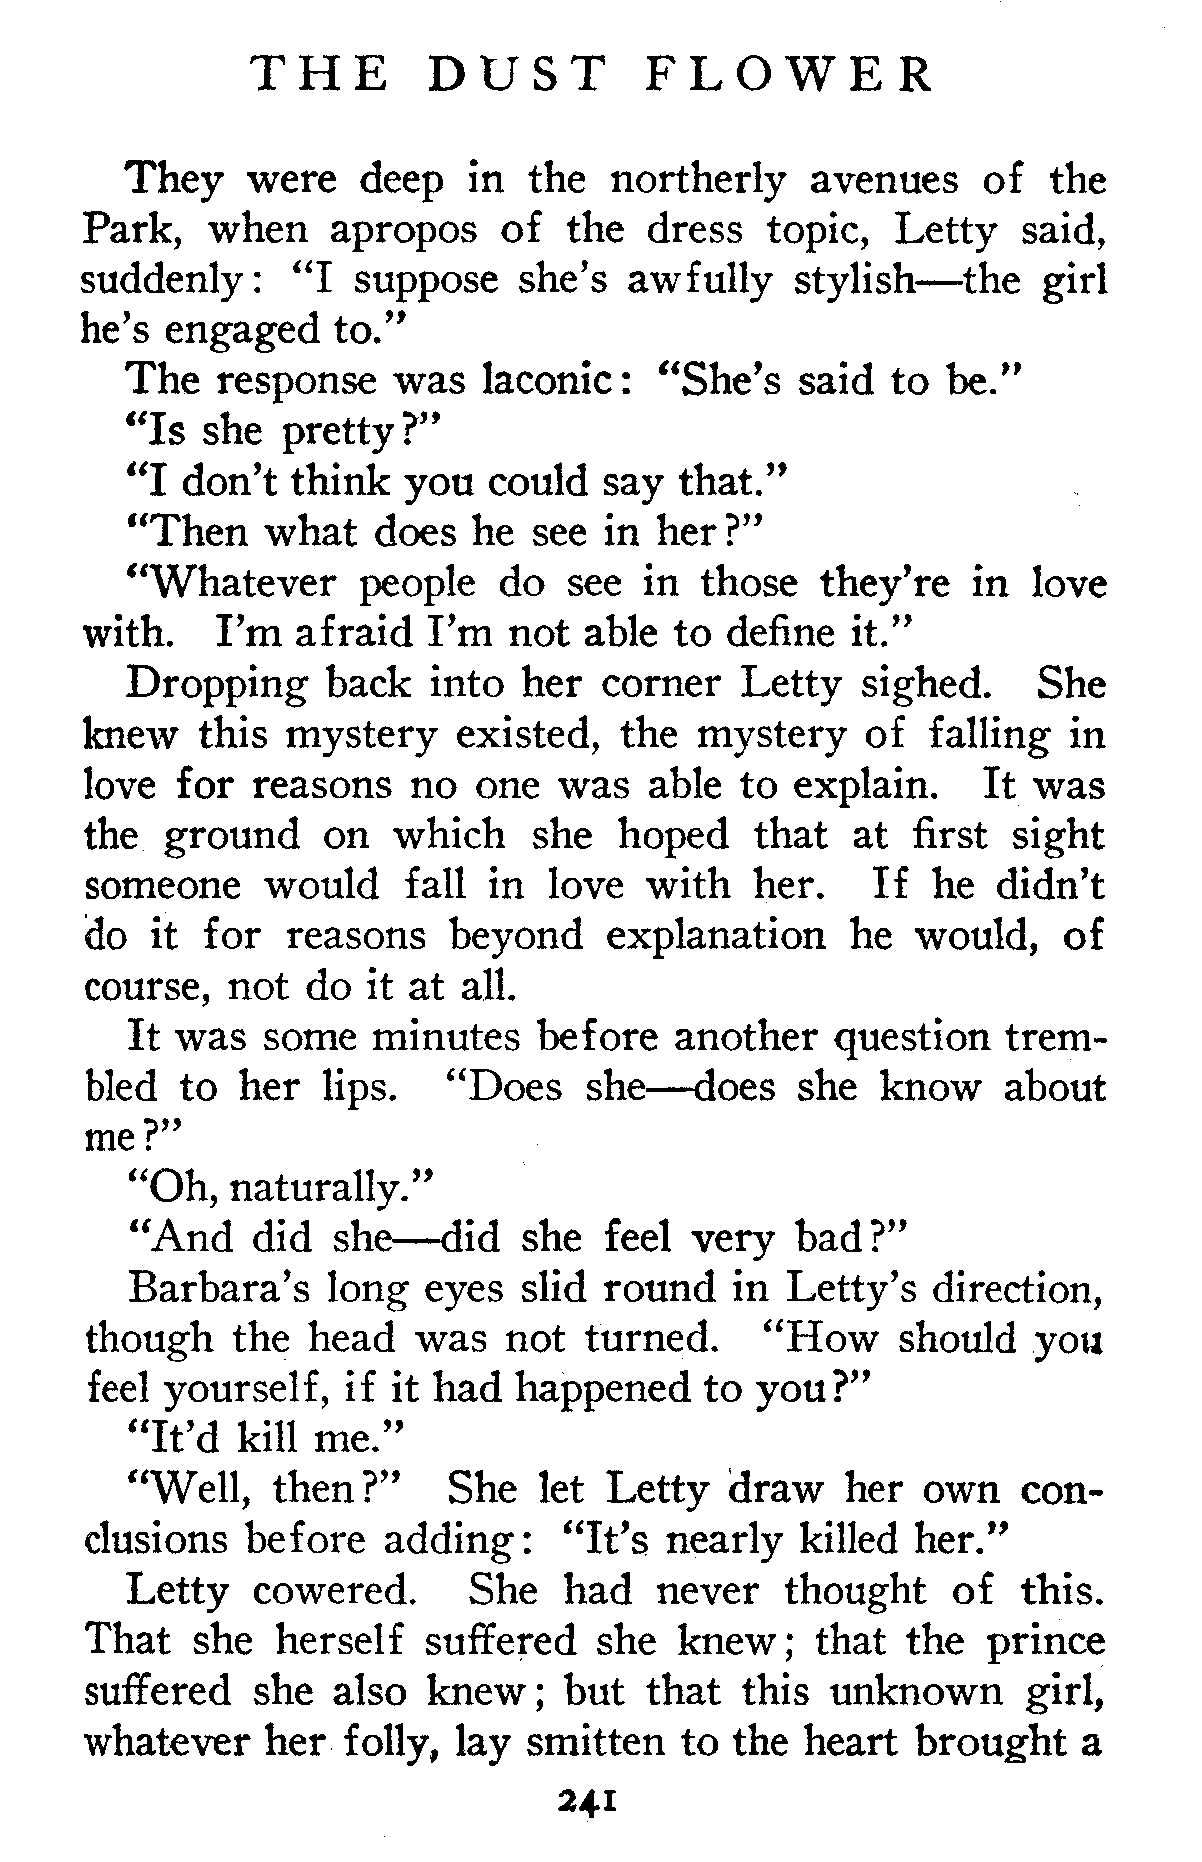 THE DUST FLOWER
They were deep in the northerly avenues of the
Park, when apropos of the dress topic, Letty said,
suddenly: "I suppose she's awfully stylish—the girl
he's engaged to."
The response was laconic: "She's said to be."
"Is she pretty?"
"I don't think you could say that."
"Then what does he see in her?"
"Whatever people do see in those they're in love
with. I'm afraid I'm not able to define it."
Dropping back into her corner Letty sighed. She
knew this mystery existed, the mystery of falling in
love for reasons no one was able to explain. It was
the ground on which she hoped that at first sight
someone would fall in love with her. If he didn't
do it for reasons beyond explanation he would, of
course, not do it at all.
It was some minutes before another question trem-
bled to her lips. "Does she—does she know about
me?"
"Oh, naturally."
"And did she—did she feel very bad?"
Barbara's long eyes slid round in Letty's direction,
though the head was not turned. "How should you
feel yourself, if it had happened to you?"
"It'd kill me."
"Well, then?" She let Letty draw her own con-
clusions before adding: "It's nearly killed her."
Letty cowered. She had never thought of this.
That she herself suffered she knew; that the prince
suffered she also knew; but that this unknown girl,
whatever her folly, lay smitten to the heart brought a
241